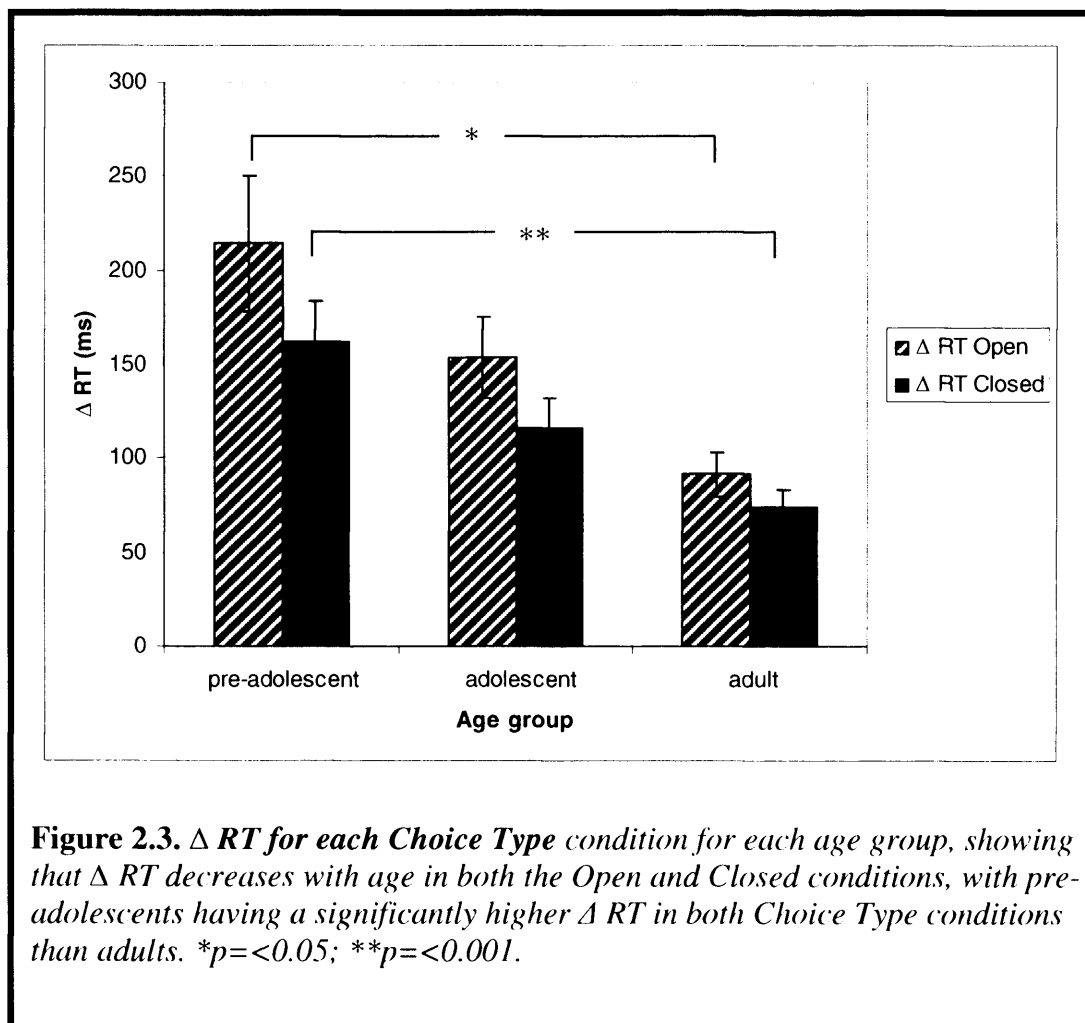 300
250
200
150
100
50
0
Δ RT (ms)
*
**
pre-adolescent
adolescent
adult
Age group
Δ RT Open
Δ RT Closed
Figure 2.3. Δ RT for each Choice Type condition for each age group, showing
that Δ RT decreases with age in both the Open and Closed conditions, with pre-
adolescents having a significantly higher Δ RT in both Choice Type conditions
than adults. *p=<0.05; **p=<0.001.